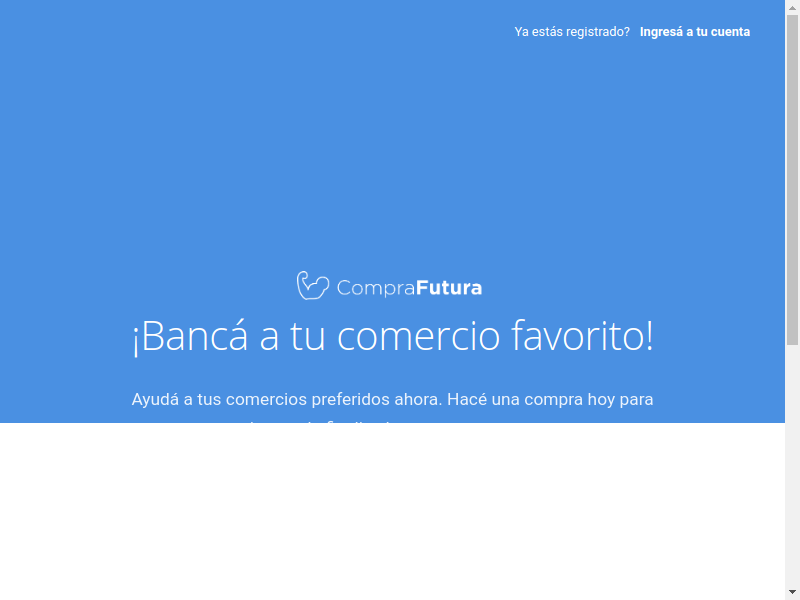 Ya estás registrado? Ingresá a tu cuenta
CompraFutura
¡Bancá a tu comercio favorito!
Ayudá a tus comercios preferidos ahora. Hacé una compra hoy para